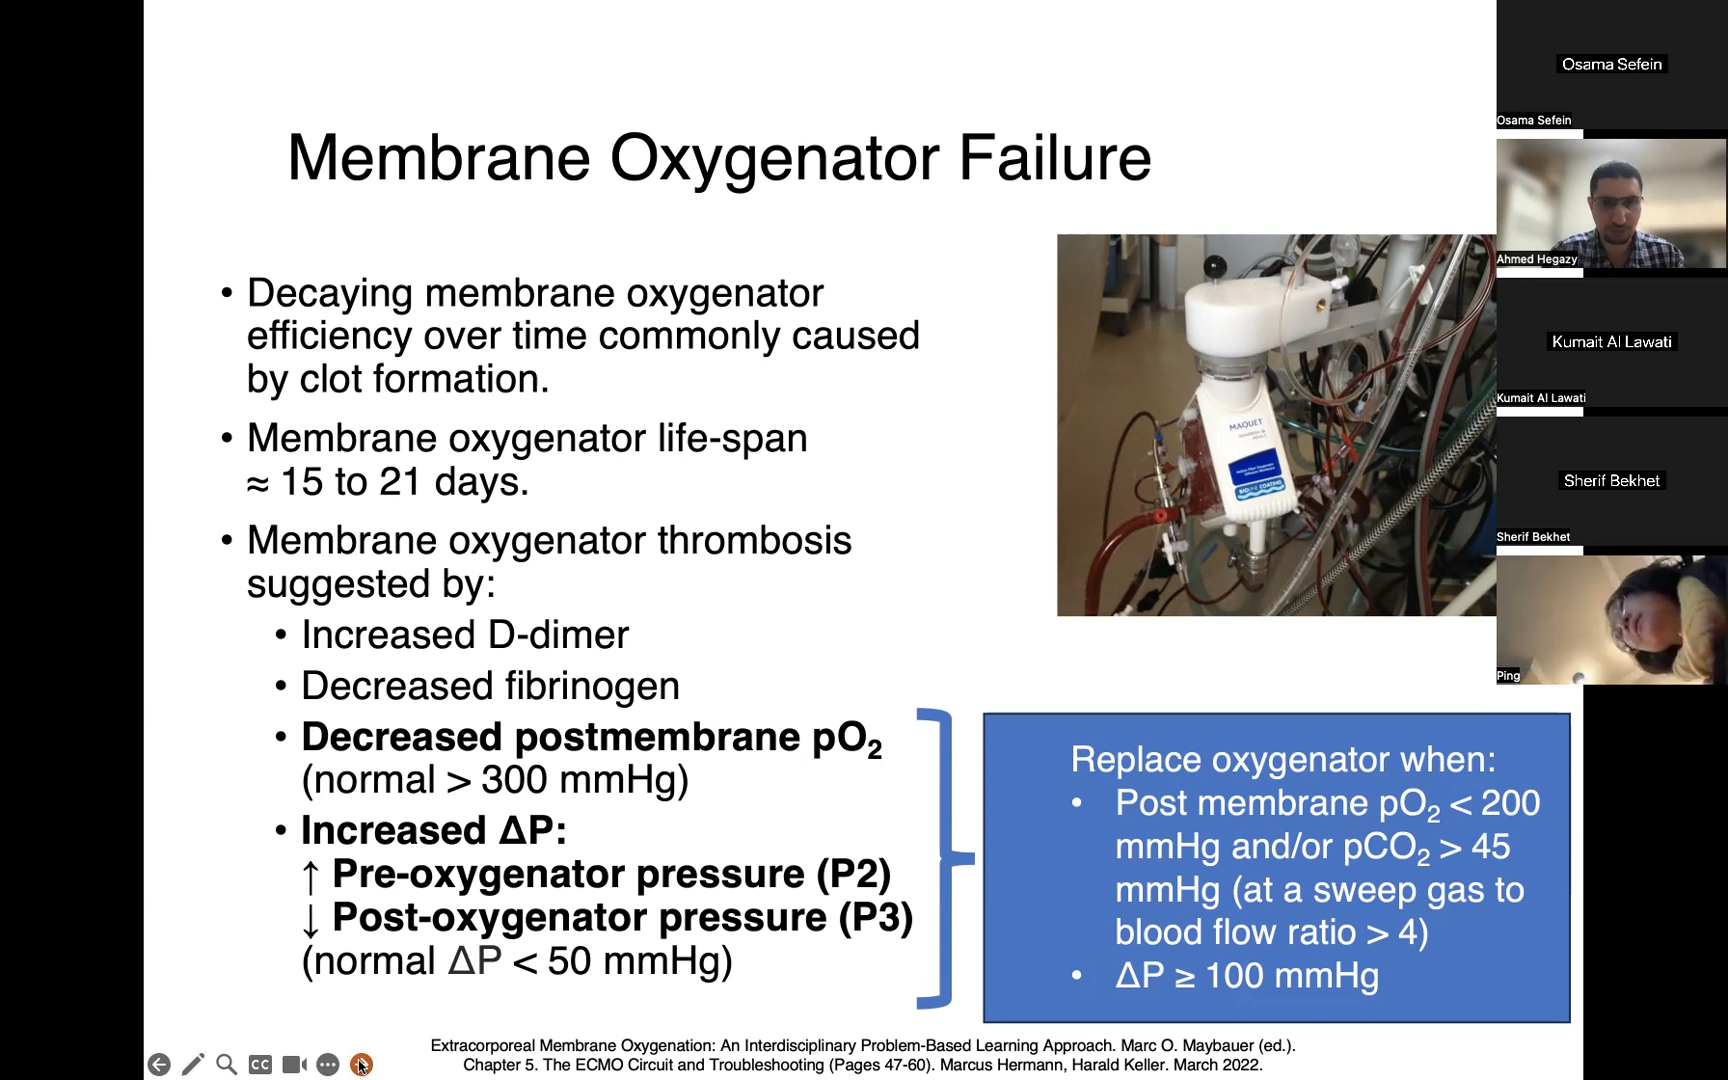 Membrane Oxygenator Failure
• Decaying membrane oxygenator
efficiency over time commonly caused
by clot formation.
• Membrane oxygenator life-span
≈ 15 to 21 days.
• Membrane oxygenator thrombosis
suggested by:
• Increased D-dimer
• Decreased fibrinogen
• Decreased postmembrane pO₂
(normal > 300 mmHg)
• Increased ΔP:
↑ Pre-oxygenator pressure (P2)
↓ Post-oxygenator pressure (P3)
(normal ΔP < 50 mmHg)
MAQUET
BIOLINE COATING
Replace oxygenator when:
• Post membrane pO₂ < 200
mmHg and/or pCO₂ > 45
mmHg (at a sweep gas to
blood flow ratio > 4)
• ΔP ≥ 100 mmHg
Extracorporeal Membrane Oxygenation: An Interdisciplinary Problem-Based Learning Approach. Marc O. Maybauer (ed.).
Chapter 5. The ECMO Circuit and Troubleshooting (Pages 47-60). Marcus Hermann, Harald Keller. March 2022.
CC
Osama Sefein
Osama Sefein
Ahmed Hegazy
Kumait Al Lawati
Kumait Al Lawati
Sherif Bekhet
Sherif Bekhet
Ping